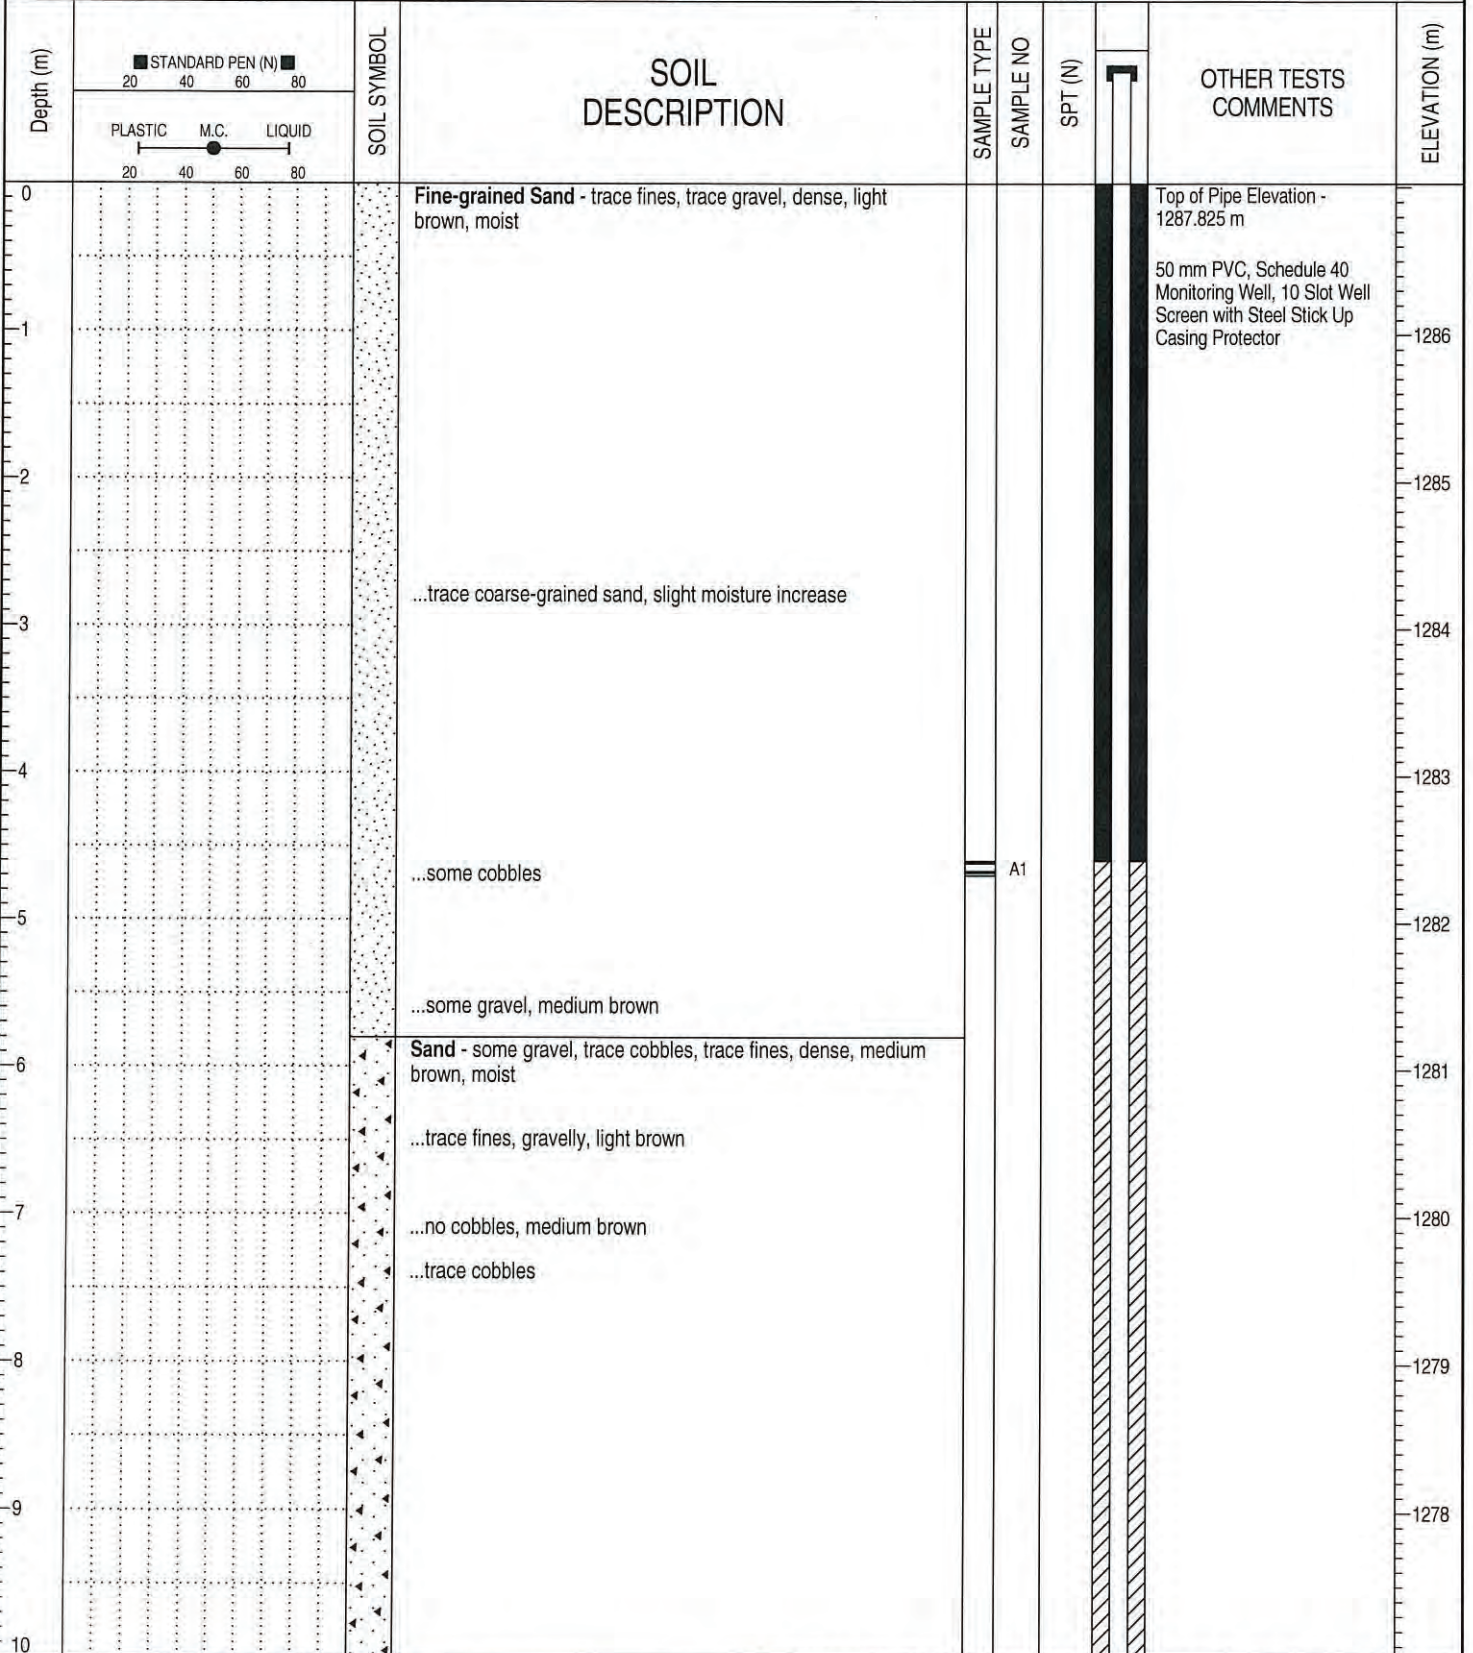 Depth (m)
STANDARD PEN (N)
20 40 60 80
PLASTIC M.C. LIQUID
20 40 60 80
SOIL SYMBOL
SOIL
DESCRIPTION
SAMPLE TYPE
SAMPLE NO
SPT (N)
OTHER TESTS
COMMENTS
ELEVATION (m)
0
Fine-grained Sand - trace fines, trace gravel, dense, light
brown, moist
Top of Pipe Elevation -
1287.825 m
50 mm PVC, Schedule 40
Monitoring Well, 10 Slot Well
Screen with Steel Stick Up
Casing Protector
1
1286
2
1285
...trace coarse-grained sand, slight moisture increase
3
1284
4
1283
...some cobbles
A1
5
1282
...some gravel, medium brown
Sand - some gravel, trace cobbles, trace fines, dense, medium
brown, moist
6
1281
...trace fines, gravelly, light brown
7
1280
...no cobbles, medium brown
...trace cobbles
8
1279
9
1278
10